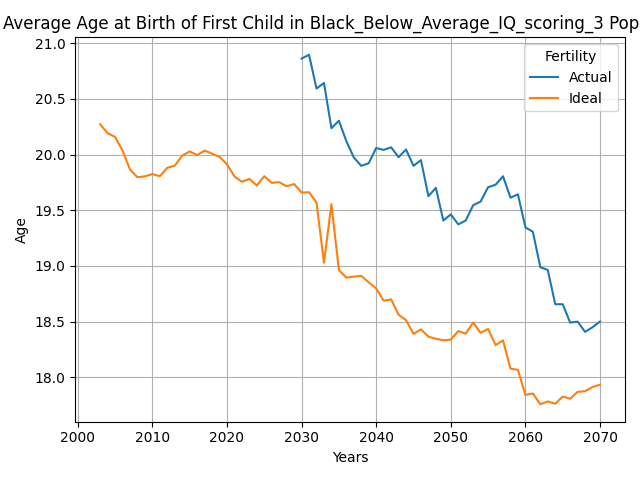 Average Age at Birth of First Child in Black_Below_Average_IQ_scoring_3 Pop
21.0
20.5
20.0
19.5
19.0
18.5
18.0
Age
Fertility
Actual
Ideal
2000 2010 2020 2030 2040 2050 2060 2070
Years